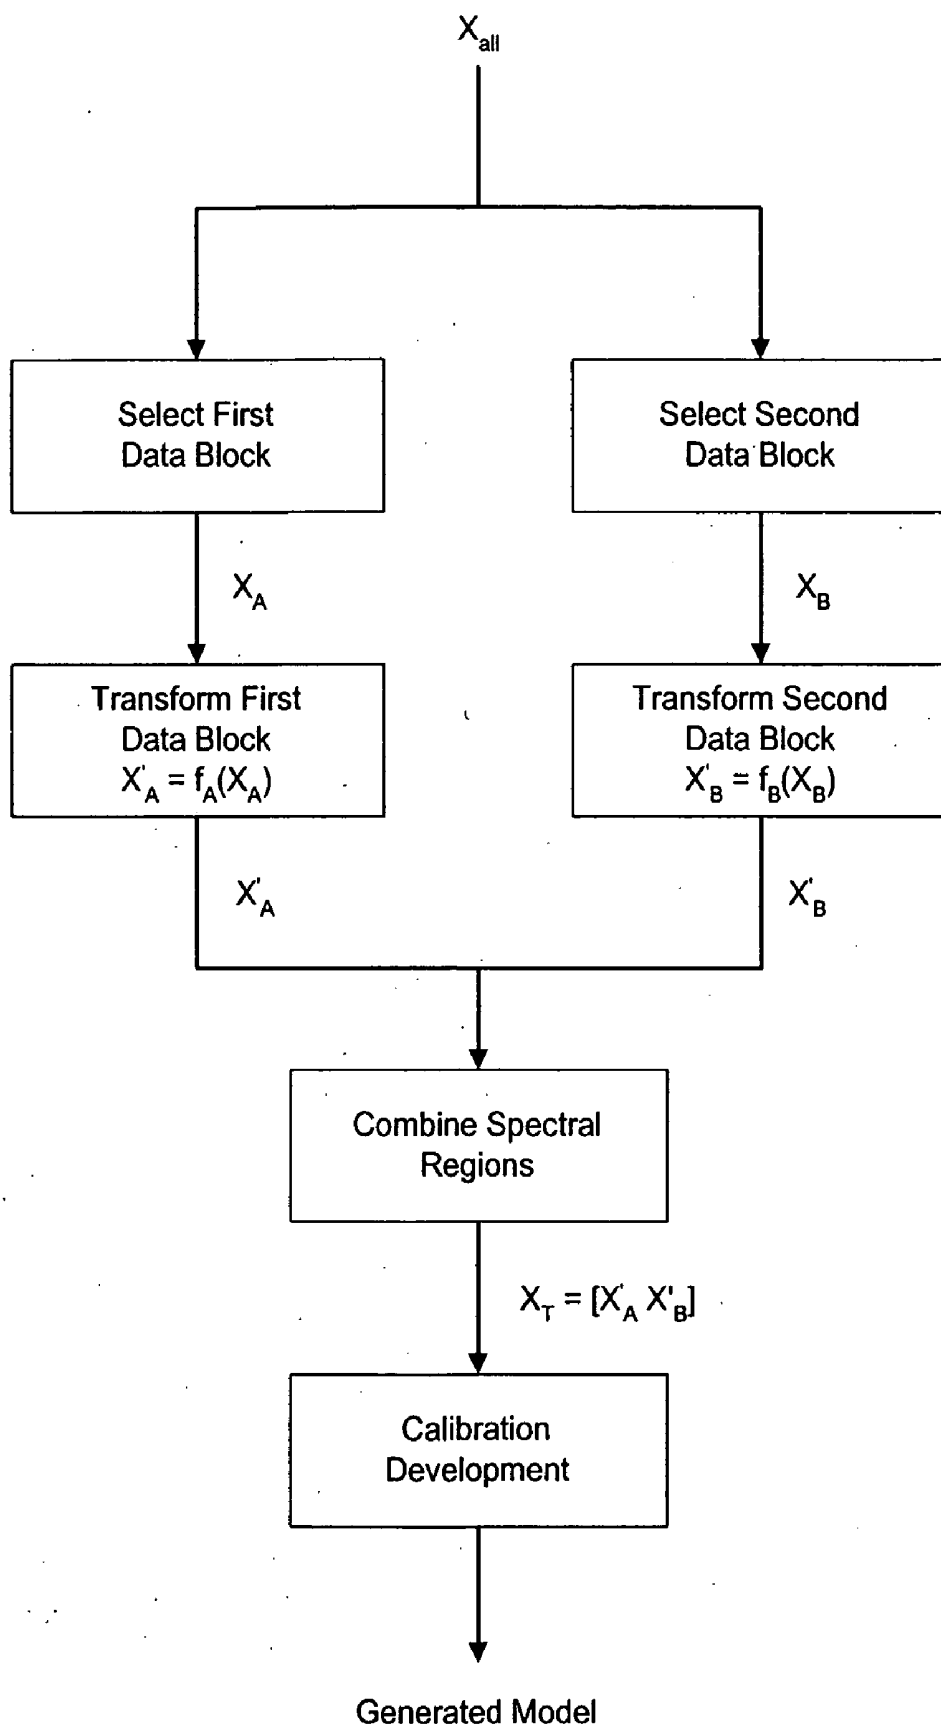 X_all
Select First
Data Block
Select Second
Data Block
X_A
X_B
Transform First
Data Block
X'_A = f_A(X_A)
Transform Second
Data Block
X'_B = f_B(X_B)
X'_A
X'_B
Combine Spectral
Regions
X_T = [X'_A X'_B]
Calibration
Development
Generated Model